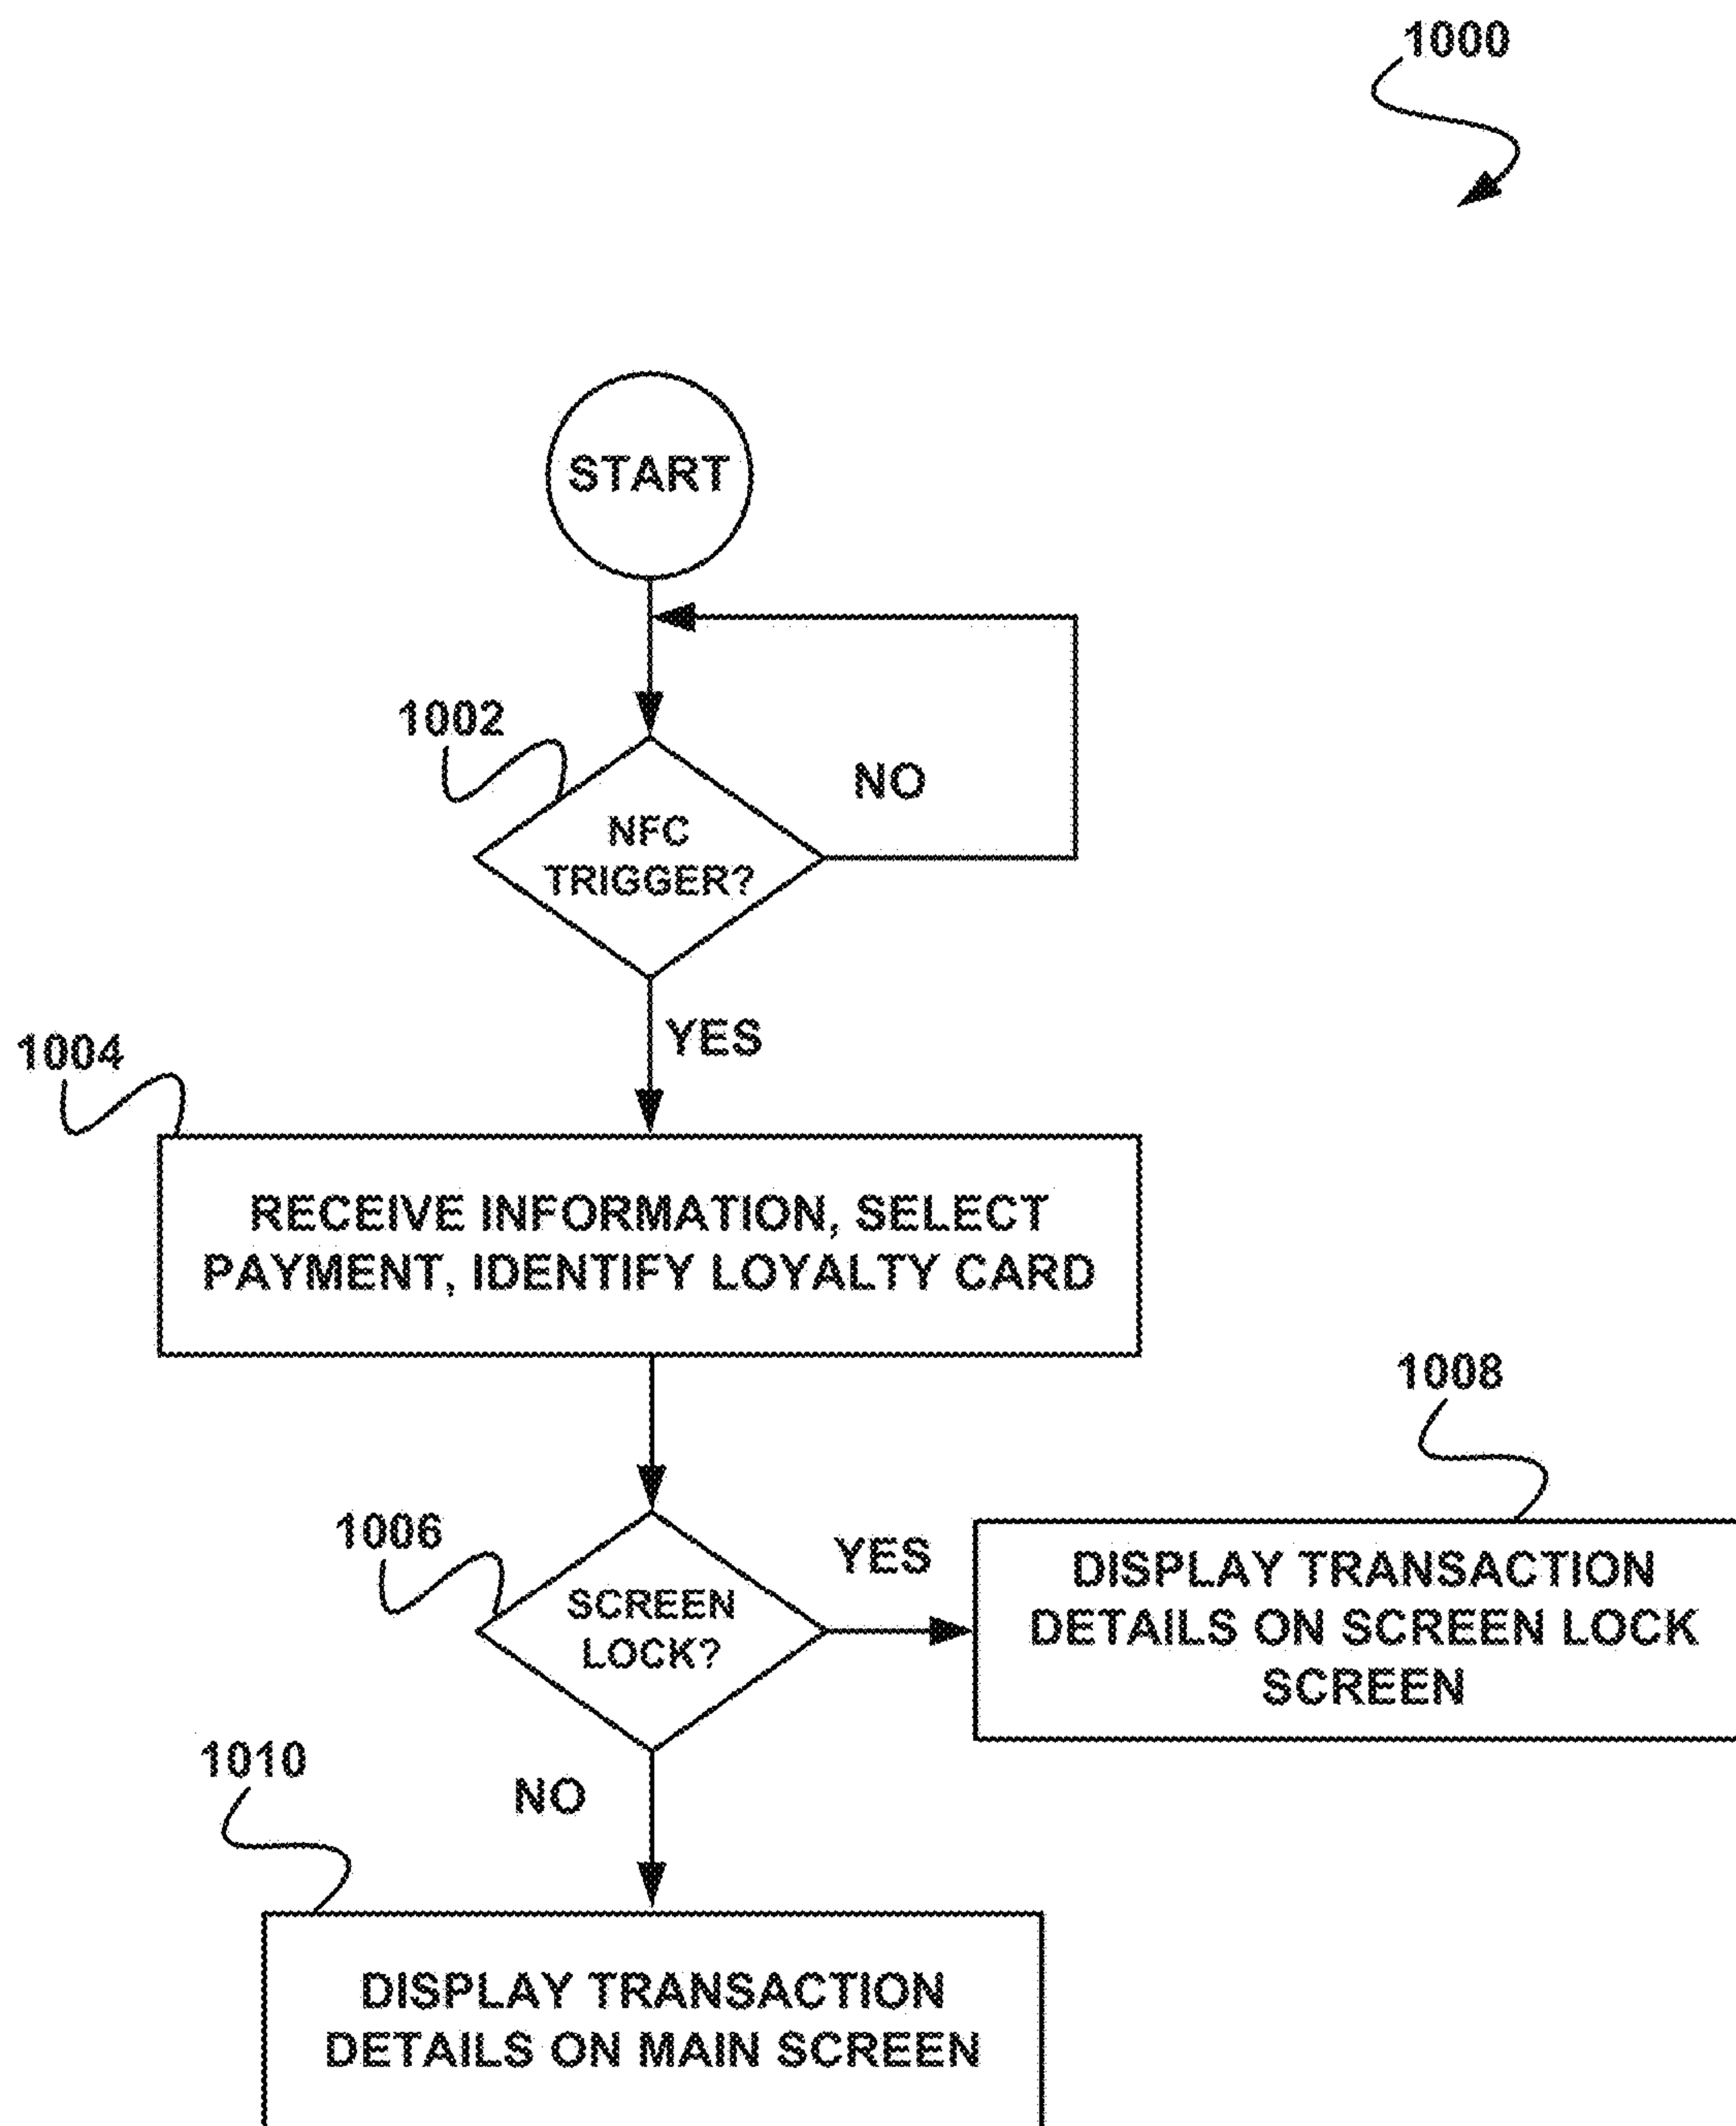 1000
START
1002
NO
NFC
TRIGGER?
YES
1004
RECEIVE INFORMATION, SELECT
PAYMENT, IDENTIFY LOYALTY CARD
1008
1006
YES
SCREEN
LOCK?
DISPLAY TRANSACTION
DETAILS ON SCREEN LOCK
SCREEN
1010
NO
DISPLAY TRANSACTION
DETAILS ON MAIN SCREEN